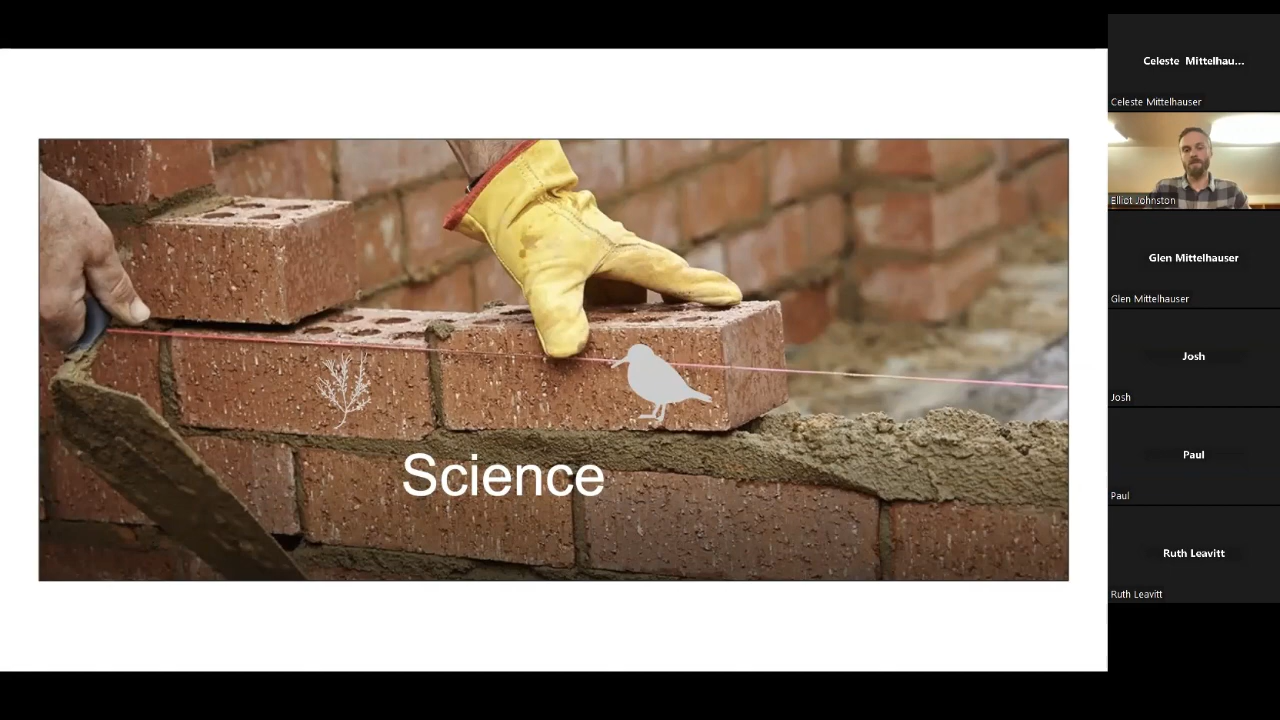 Science
Celeste Mittelhau...
Celeste Mittelhauser
Elliot Johnston
Glen Mittelhauser
Glen Mittelhauser
Josh
Josh
Paul
Paul
Ruth Leavitt
Ruth Leavitt